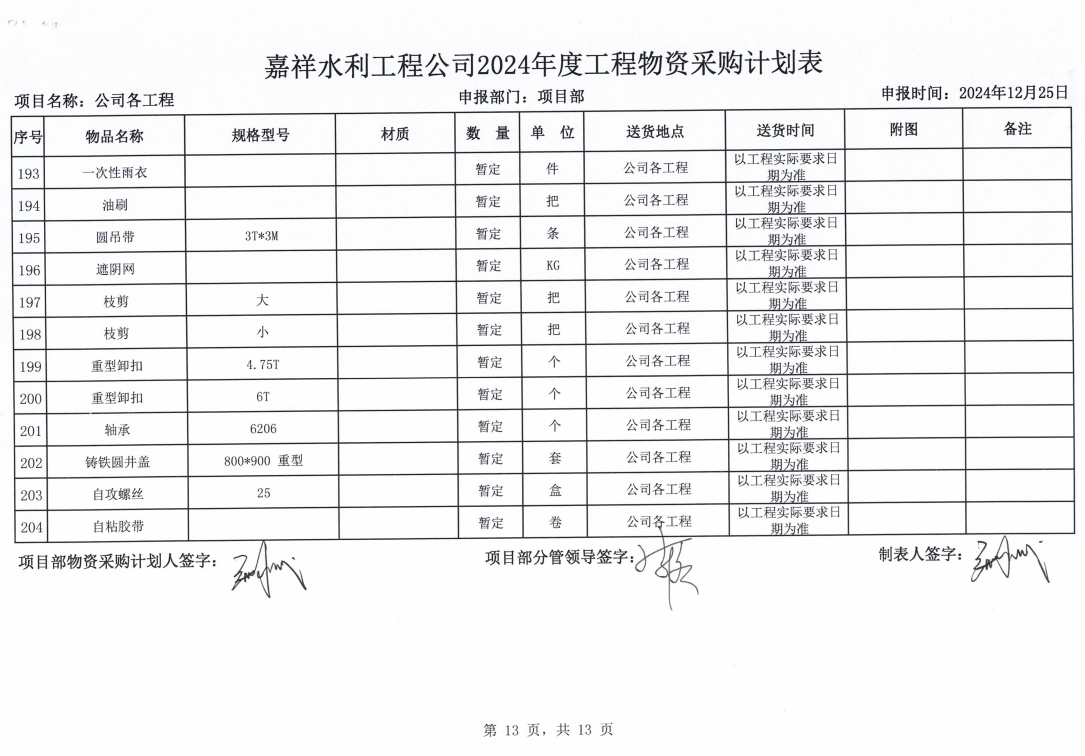 嘉祥水利工程公司2024年度工程物资采购计划表
项目名称：公司各工程 申报部门：项目部 申报时间：2024年12月25日
序号 物品名称 规格型号 材质 数 量 单 位 送货地点 送货时间 附图 备注
193 一次性雨衣 暂定 件 公司各工程 以工程实际要求日期为准
194 油刷 暂定 把 公司各工程 以工程实际要求日期为准
195 圆吊带 3T*3M 暂定 条 公司各工程 以工程实际要求日期为准
196 遮阴网 暂定 KG 公司各工程 以工程实际要求日期为准
197 枝剪 大 暂定 把 公司各工程 以工程实际要求日期为准
198 枝剪 小 暂定 把 公司各工程 以工程实际要求日期为准
199 重型卸扣 4.75T 暂定 个 公司各工程 以工程实际要求日期为准
200 重型卸扣 6T 暂定 个 公司各工程 以工程实际要求日期为准
201 轴承 6206 暂定 个 公司各工程 以工程实际要求日期为准
202 铸铁圆井盖 800*900 重型 暂定 套 公司各工程 以工程实际要求日期为准
203 自攻螺丝 25 暂定 盒 公司各工程 以工程实际要求日期为准
204 自粘胶带 暂定 卷 公司各工程 以工程实际要求日期为准
项目部物资采购计划人签字： 项目部分管领导签字： 制表人签字：
第 13 页，共 13 页